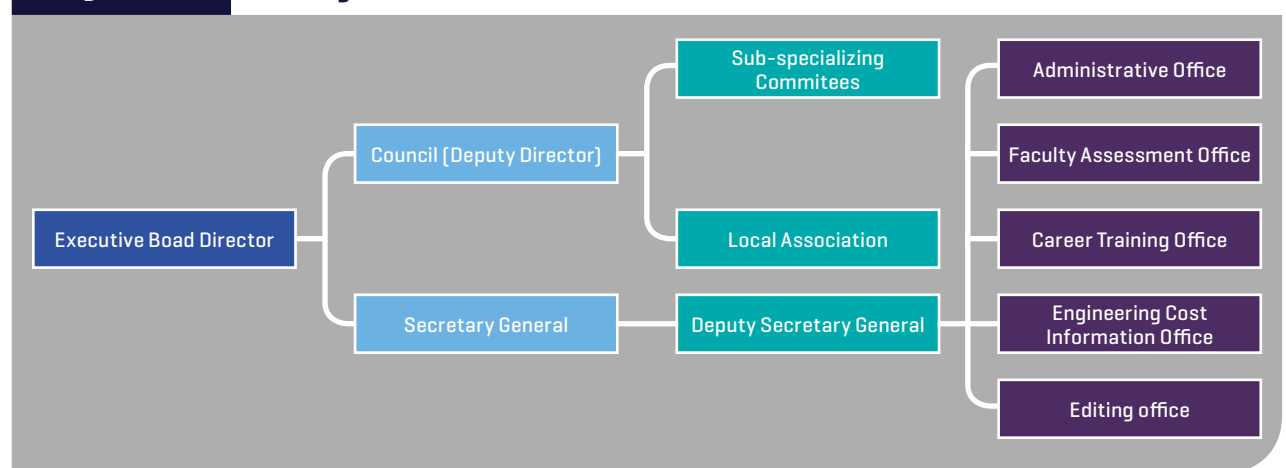 Executive Boad Director
Council (Deputy Director)
Secretary General
Sub-specializing
Commitees
Local Association
Deputy Secretary General
Administrative Office
Faculty Assessment Office
Career Training Office
Engineering Cost
Information Office
Editing office